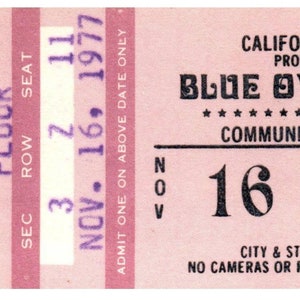 FLOOR
SEC ROW SEAT
3 Z 11
NOV. 16, 1977
ADMIT ONE ON ABOVE DATE ONLY
CALIFO
PRO
BLUE OY
★ ★ ★ ★ ★ ★ ★
COMMUN
NOV 16
CITY & ST
NO CAMERAS OR